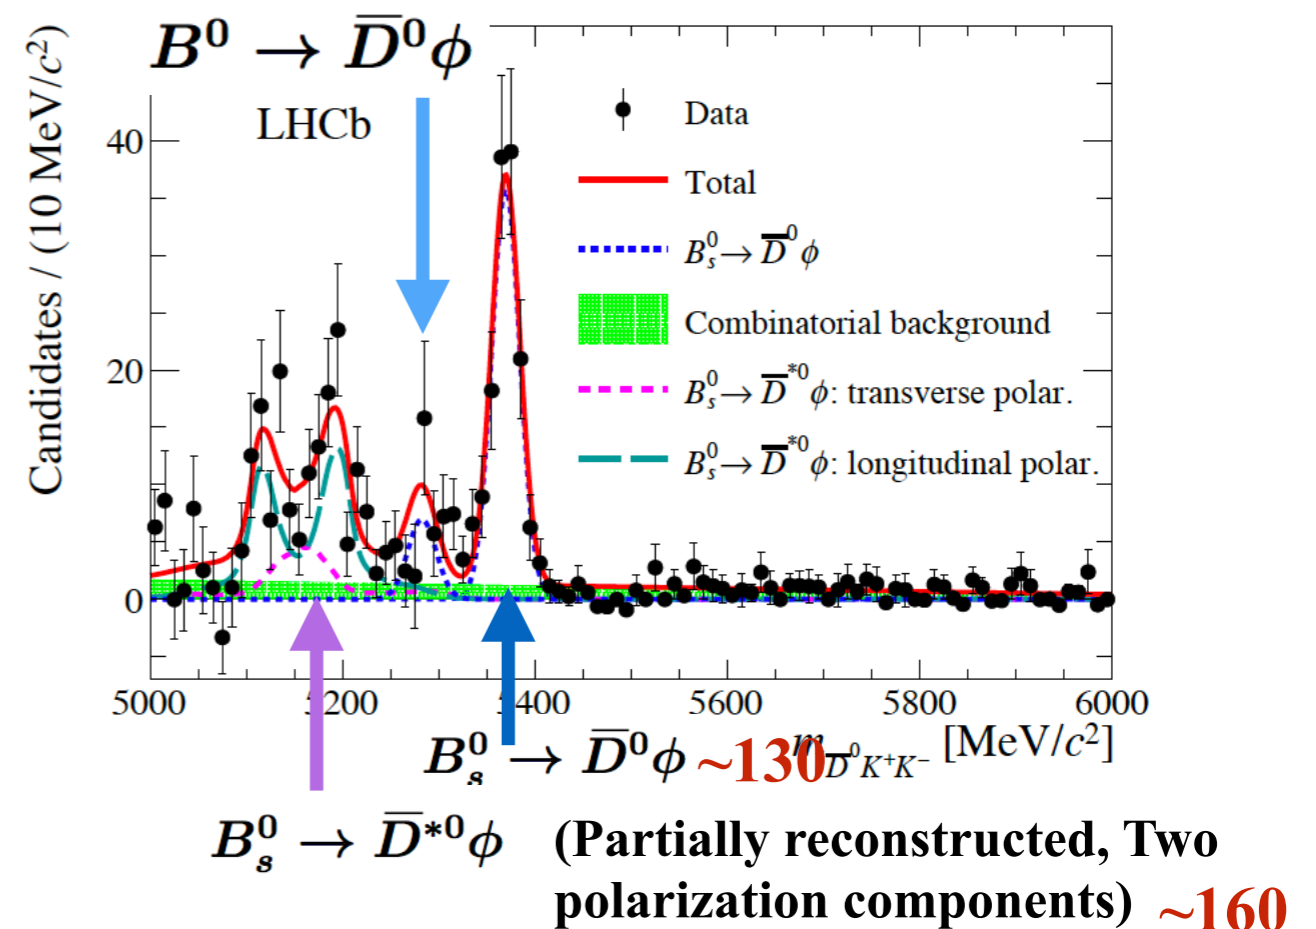 B⁰ → D̅⁰ϕ
LHCb
Candidates / (10 MeV/c²)
40
20
0
Data
Total
B⁰ₛ → D̅⁰ϕ
Combinatorial background
B⁰ₛ → D̅*⁰ϕ: transverse polar.
B⁰ₛ → D̅*⁰ϕ: longitudinal polar.
5000 5200 5400 5600 5800 6000
m D̅⁰K⁺K⁻ [MeV/c²]
B⁰ₛ → D̅⁰ϕ ~130
B⁰ₛ → D̅*⁰ϕ (Partially reconstructed, Two
polarization components) ~160